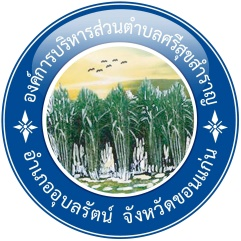 องค์การบริหารส่วนตำบลศรีสุขสำราญ
อำเภออุบลรัตน์ จังหวัดขอนแก่น